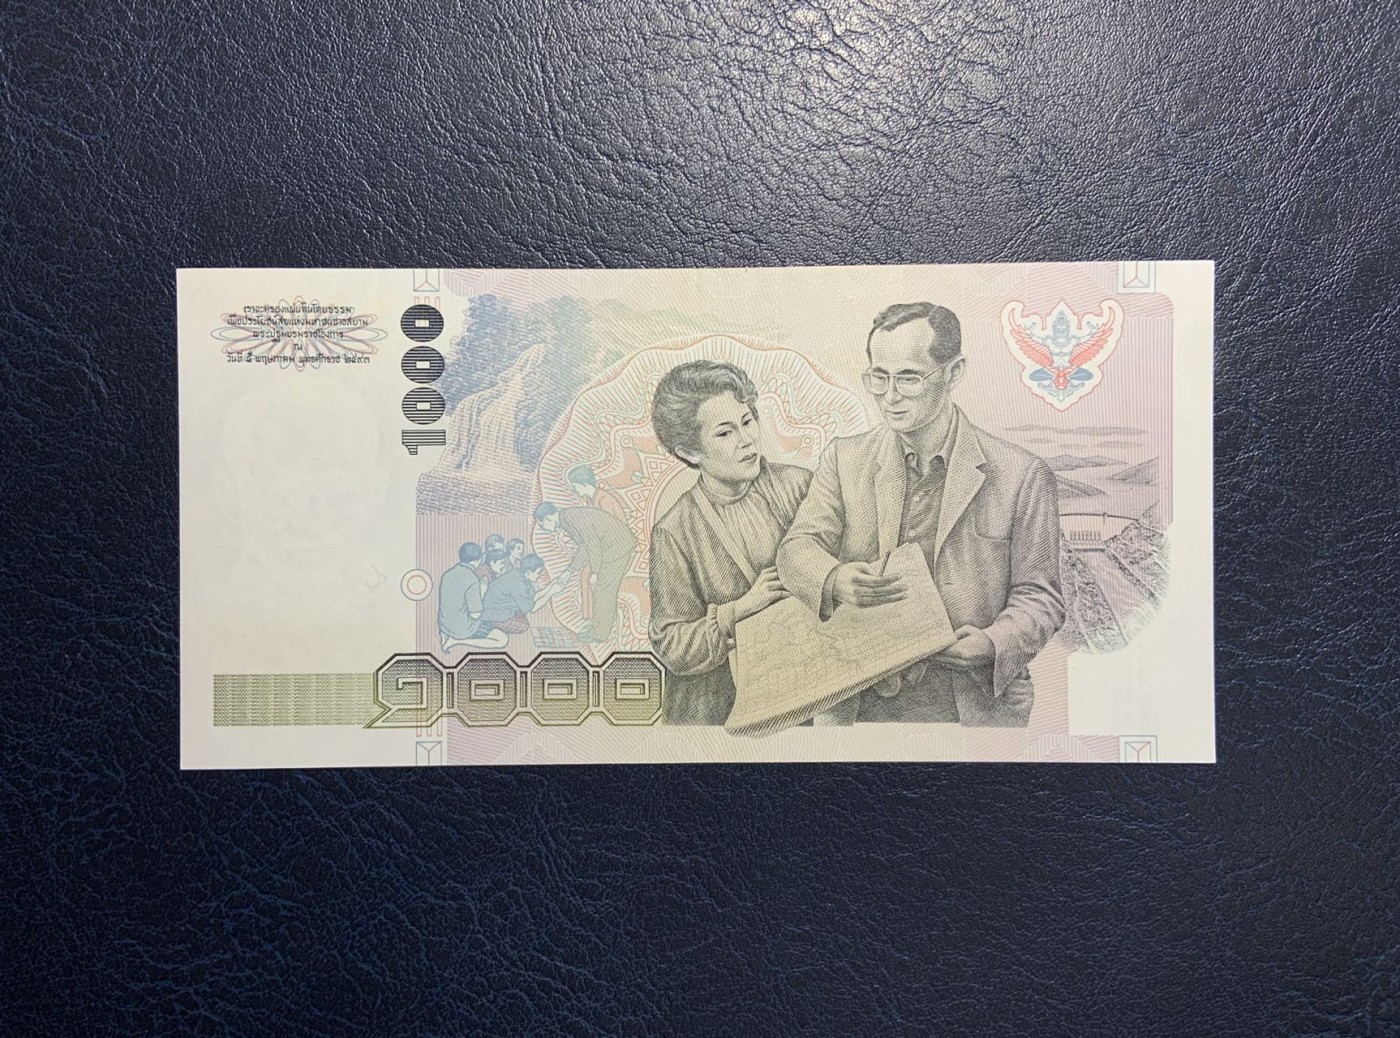 เราจะครองแผ่นดินโดยธรรม
เพื่อประโยชน์สุขแห่งมหาชนชาวสยาม
พระปฐมบรมราชโองการ
ณ
วันที่ ๕ พฤษภาคม พุทธศักราช ๒๔๙๓
1000
๑๐๐๐